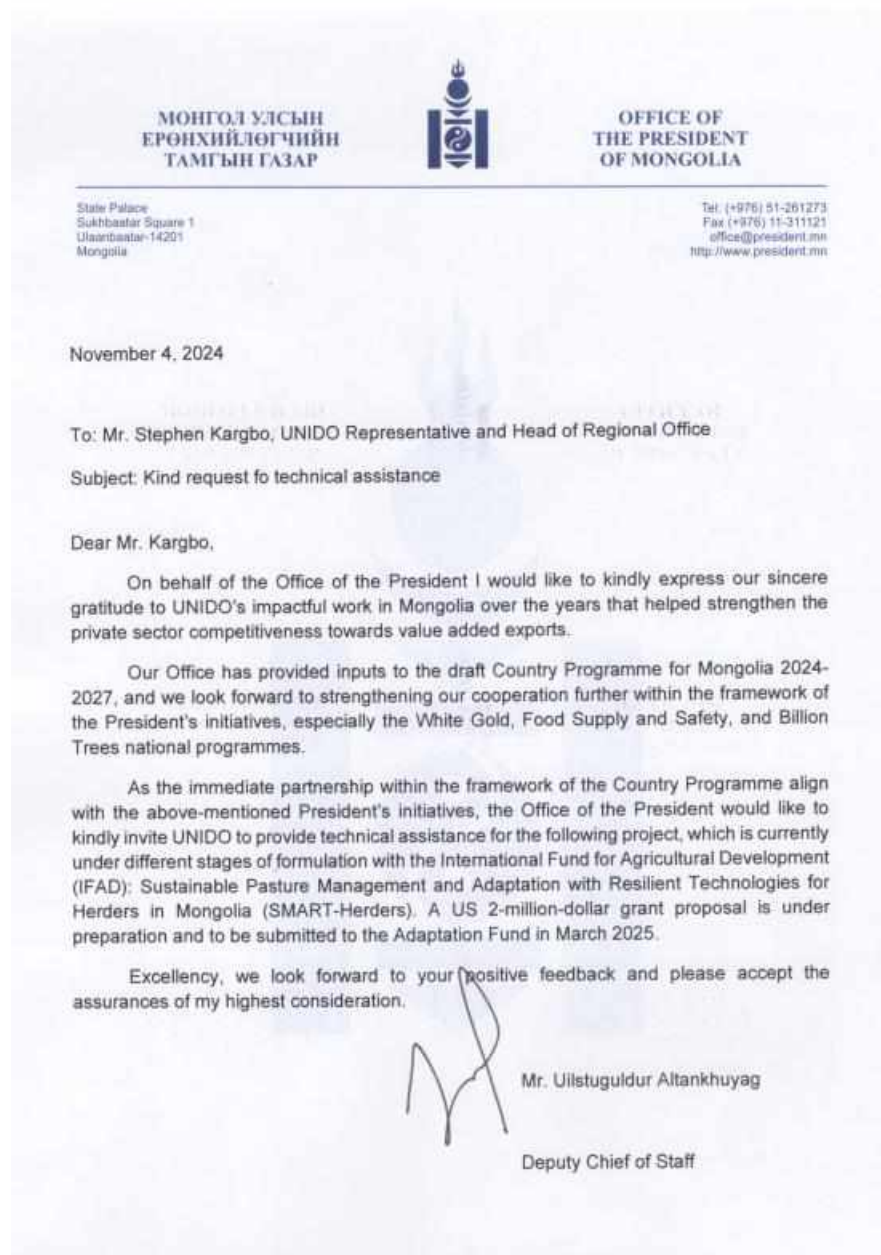 МОНГОЛ УЛСЫН
ЕРӨНХИЙЛӨГЧИЙН
ТАМГЫН ГАЗАР
OFFICE OF
THE PRESIDENT
OF MONGOLIA
State Palace
Sukhbaatar Square 1
Ulaanbaatar-14201
Mongolia
Tel: (+976) 51-261273
Fax (+976) 11-311121
office@president.mn
http://www.president.mn
November 4, 2024
To: Mr. Stephen Kargbo, UNIDO Representative and Head of Regional Office
Subject: Kind request fo technical assistance
Dear Mr. Kargbo,
On behalf of the Office of the President I would like to kindly express our sincere
gratitude to UNIDO's impactful work in Mongolia over the years that helped strengthen the
private sector competitiveness towards value added exports.
Our Office has provided inputs to the draft Country Programme for Mongolia 2024-
2027, and we look forward to strengthening our cooperation further within the framework of
the President's initiatives, especially the White Gold, Food Supply and Safety, and Billion
Trees national programmes.
As the immediate partnership within the framework of the Country Programme align
with the above-mentioned President's initiatives, the Office of the President would like to
kindly invite UNIDO to provide technical assistance for the following project, which is currently
under different stages of formulation with the International Fund for Agricultural Development
(IFAD): Sustainable Pasture Management and Adaptation with Resilient Technologies for
Herders in Mongolia (SMART-Herders). A US 2-million-dollar grant proposal is under
preparation and to be submitted to the Adaptation Fund in March 2025.
Excellency, we look forward to your positive feedback and please accept the
assurances of my highest consideration.
Mr. Uilstuguldur Altankhuyag
Deputy Chief of Staff